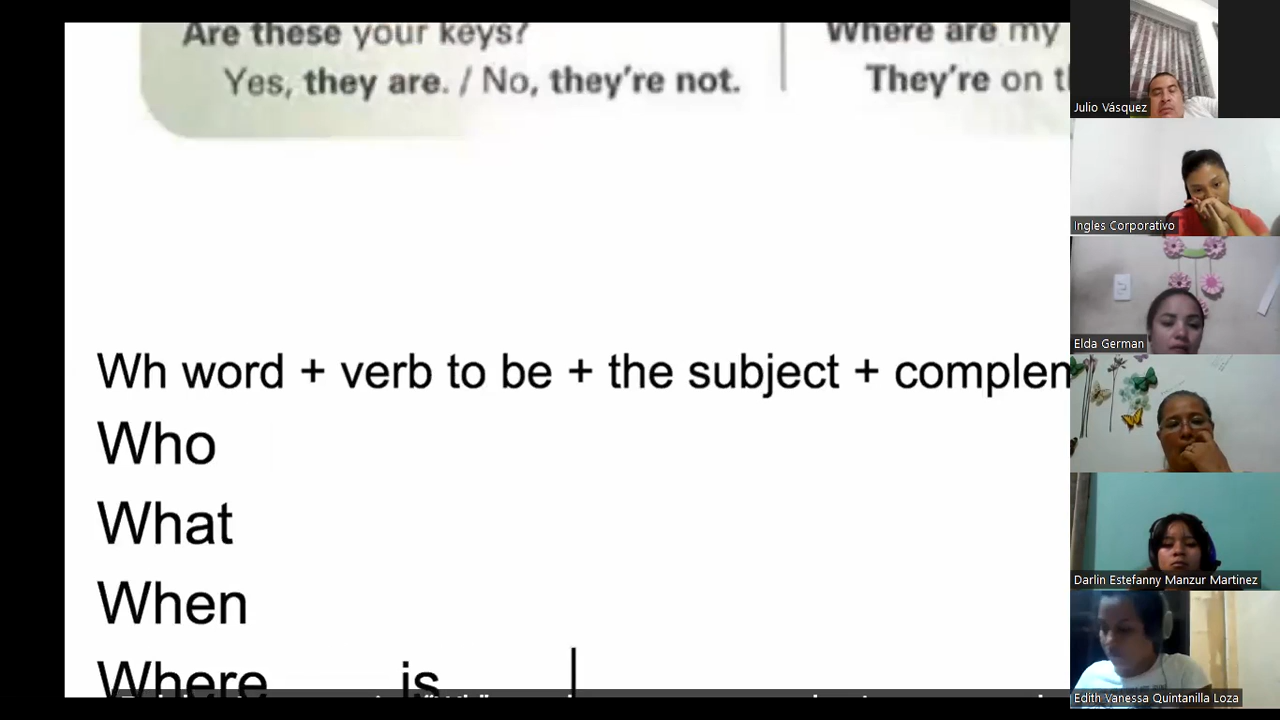 Are these your keys?
Yes, they are. / No, they're not.
Where are my
They're on t
Wh word + verb to be + the subject + complem
Who
What
When
Where is
Julio Vásquez
Ingles Corporativo
Elda German
Darlin Estefanny Manzur Martinez
Edith Vanessa Quintanilla Loza